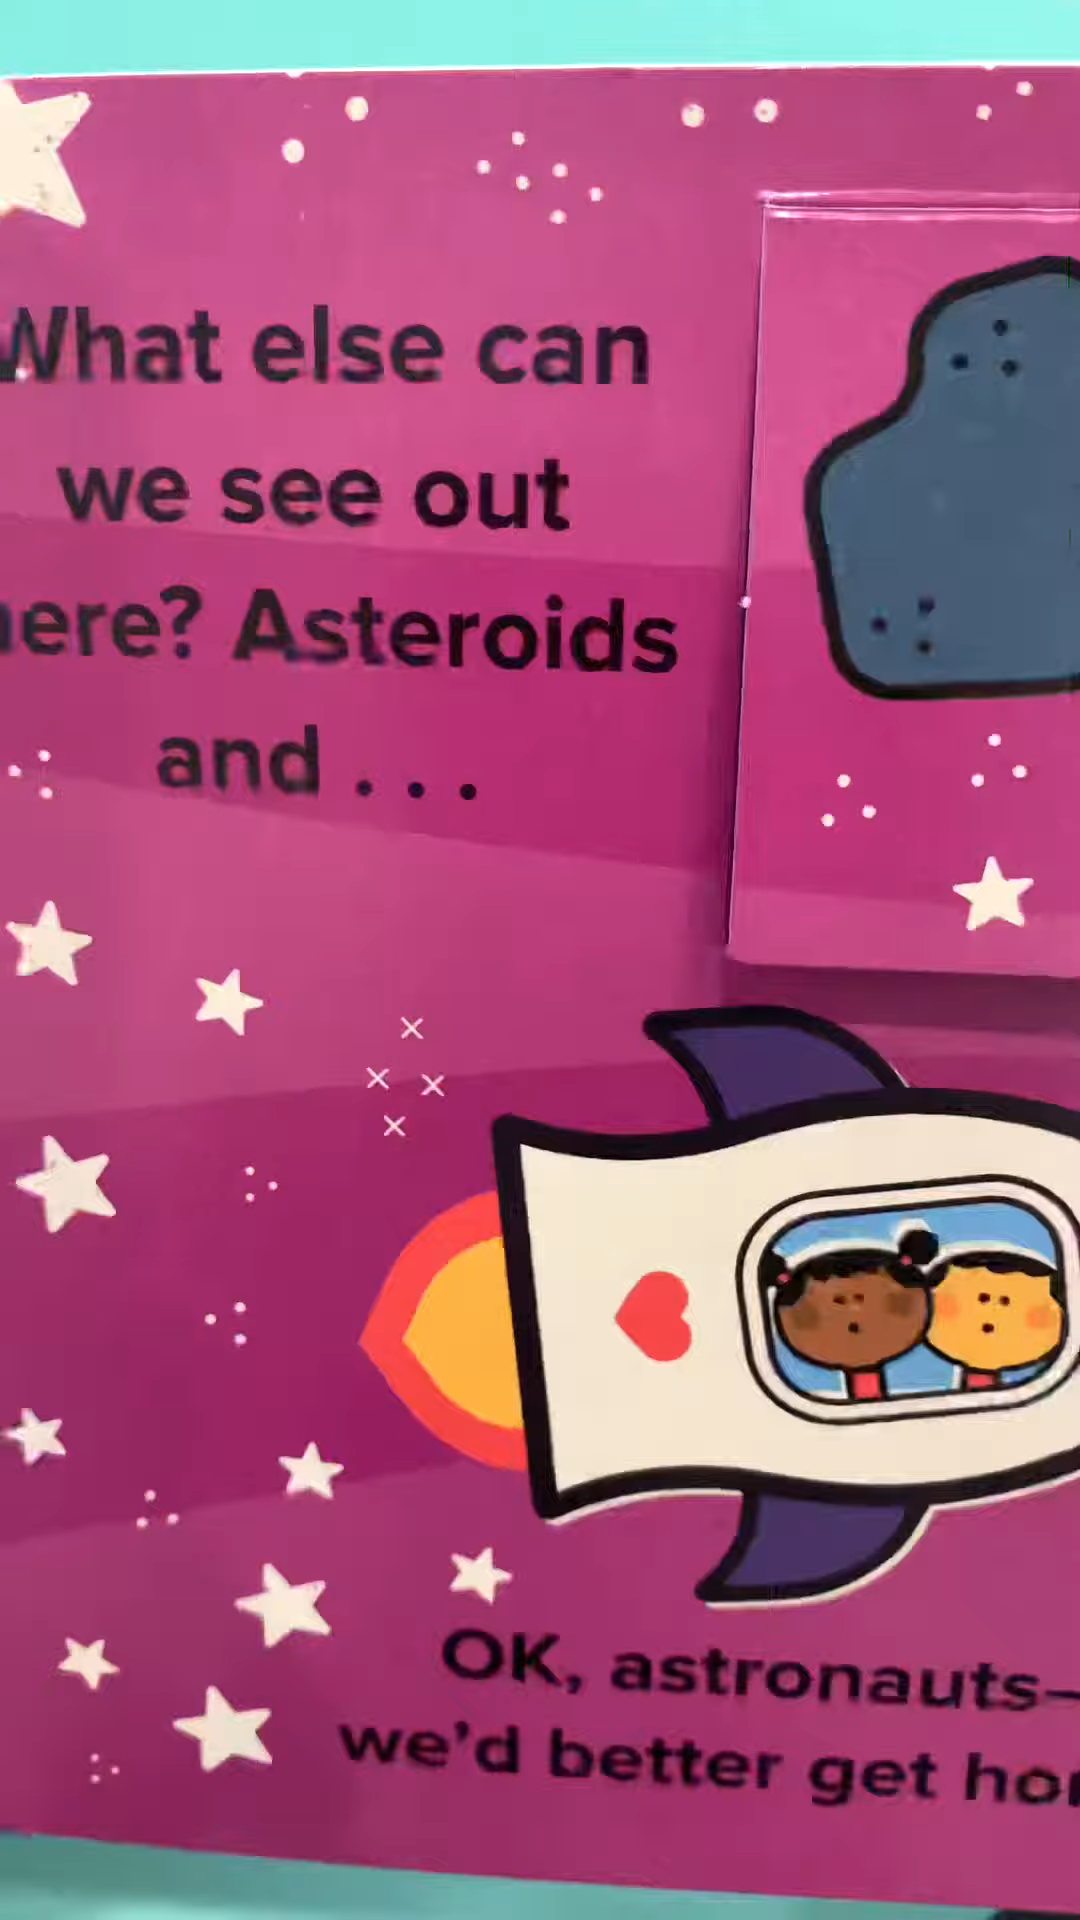 What else can
we see out
here? Asteroids
and . . .
OK, astronauts—
we'd better get